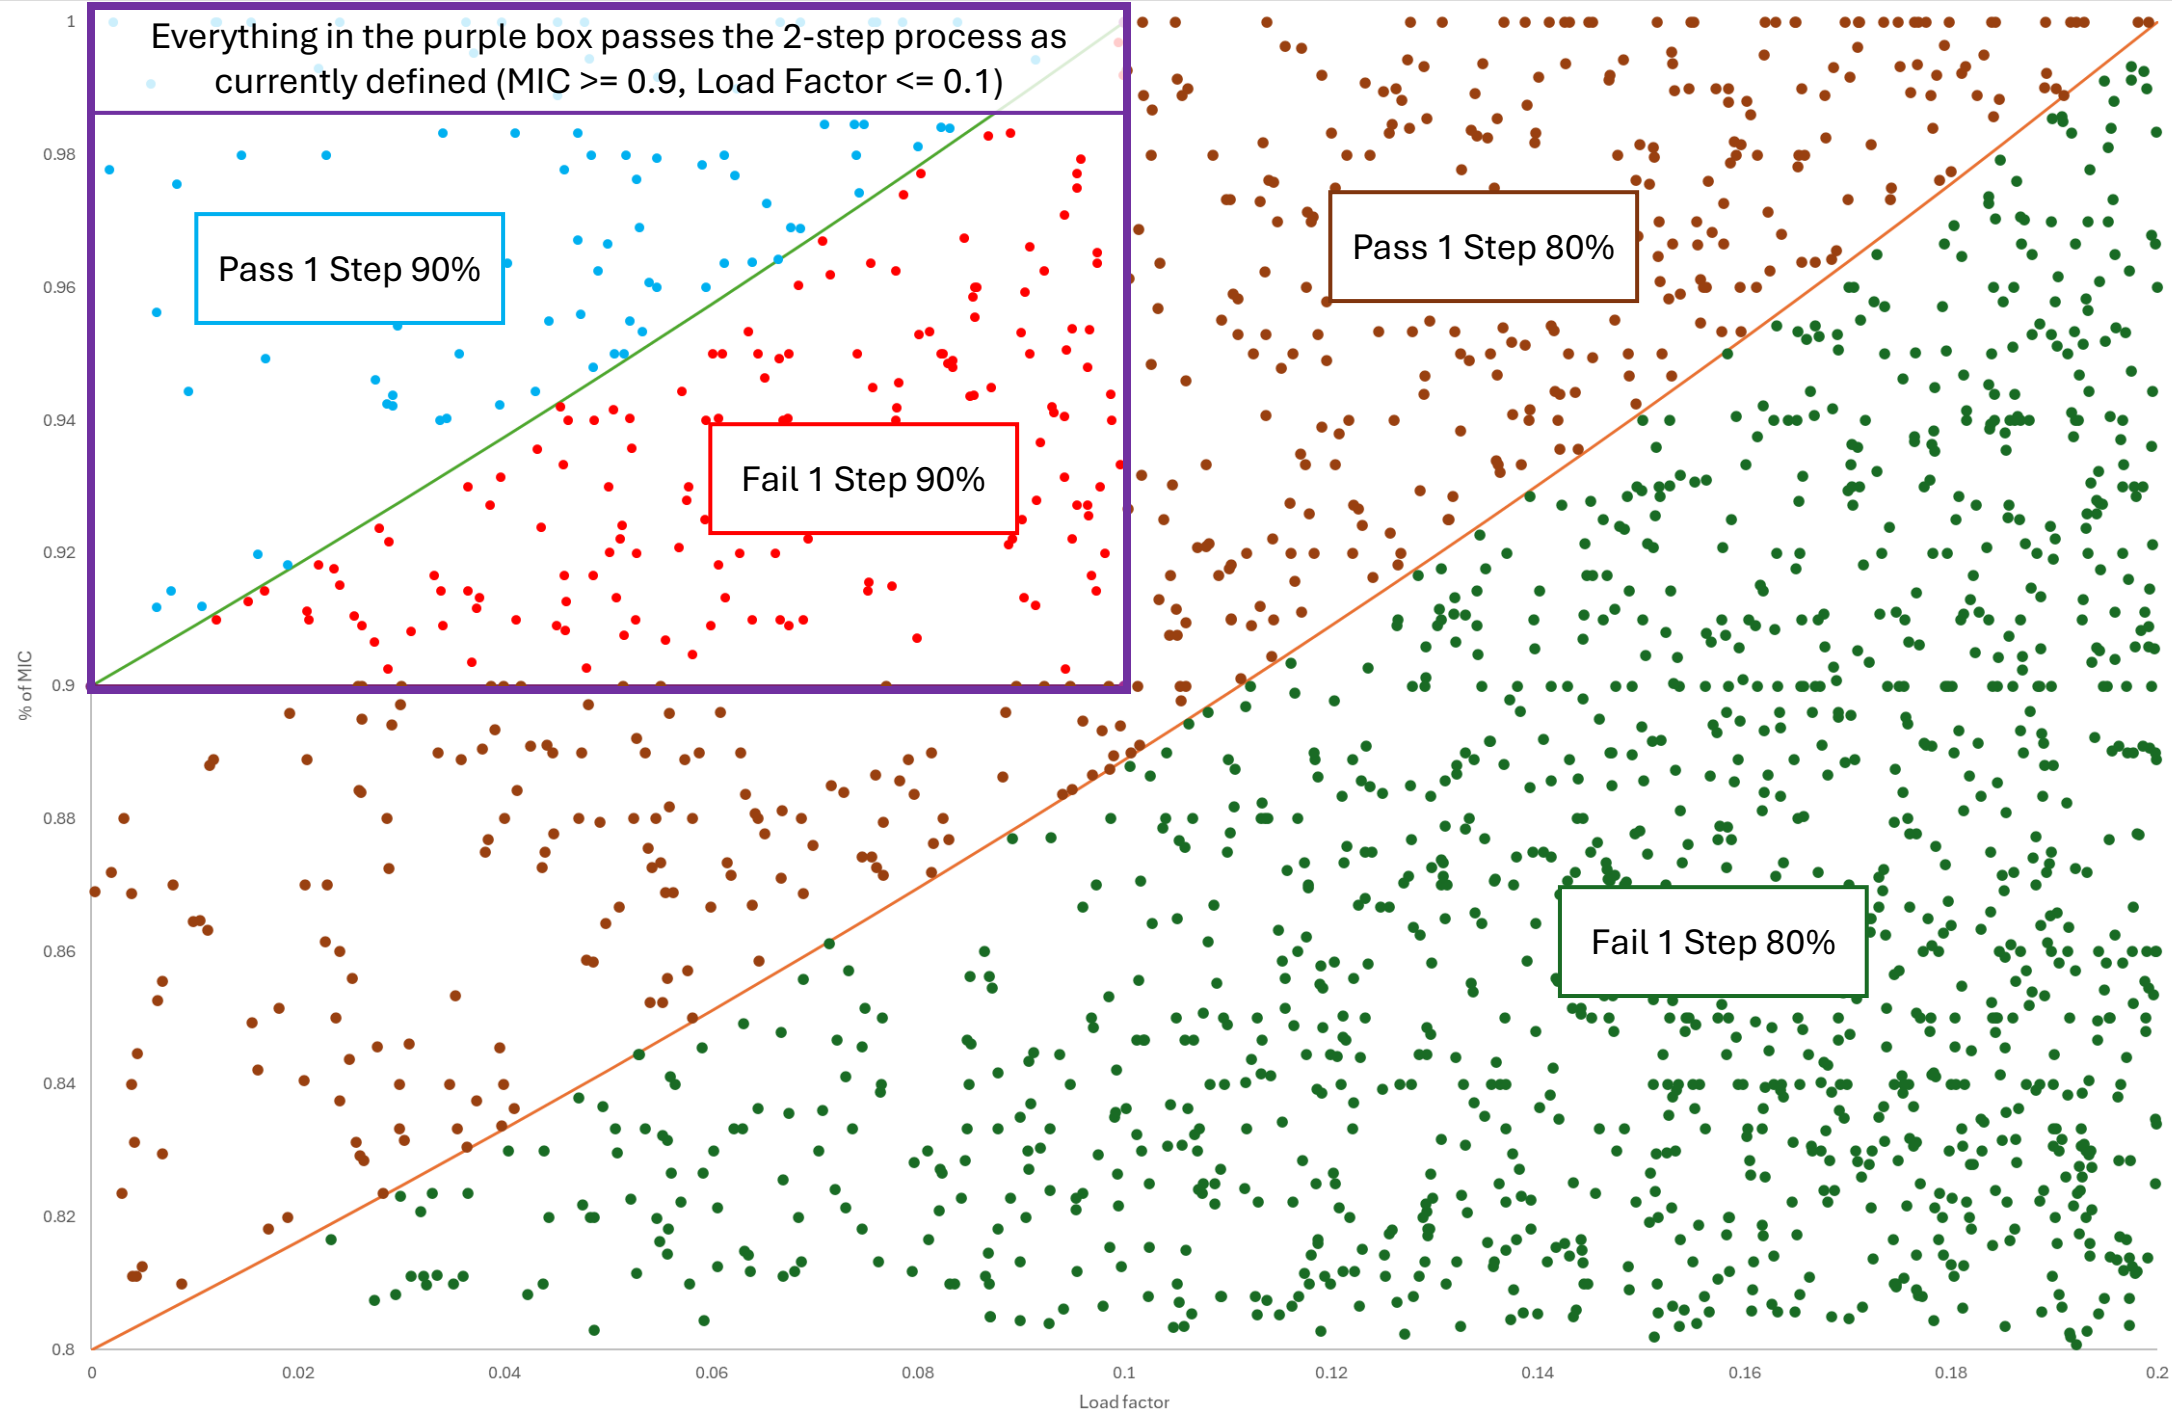 Everything in the purple box passes the 2-step process as
currently defined (MIC >= 0.9, Load Factor <= 0.1)
Pass 1 Step 90%
Pass 1 Step 80%
Fail 1 Step 90%
Fail 1 Step 80%
% of MIC
1
0.98
0.96
0.94
0.92
0.9
0.88
0.86
0.84
0.82
0.8
0
0.02
0.04
0.06
0.08
0.1
0.12
0.14
0.16
0.18
0.2
Load factor